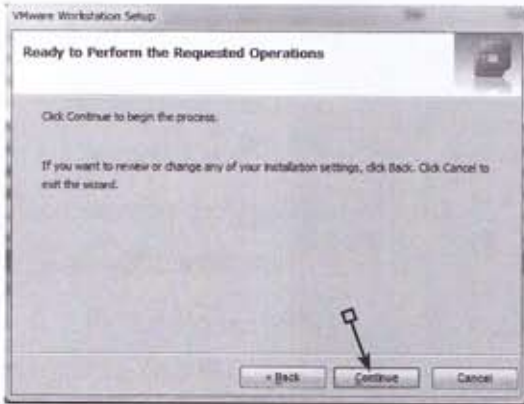 VMware Workstation Setup
Ready to Perform the Requested Operations
Click Continue to begin the process.
If you want to review or change any of your installation settings, click Back. Click Cancel to
exit the wizard.
< Back
Continue
Cancel